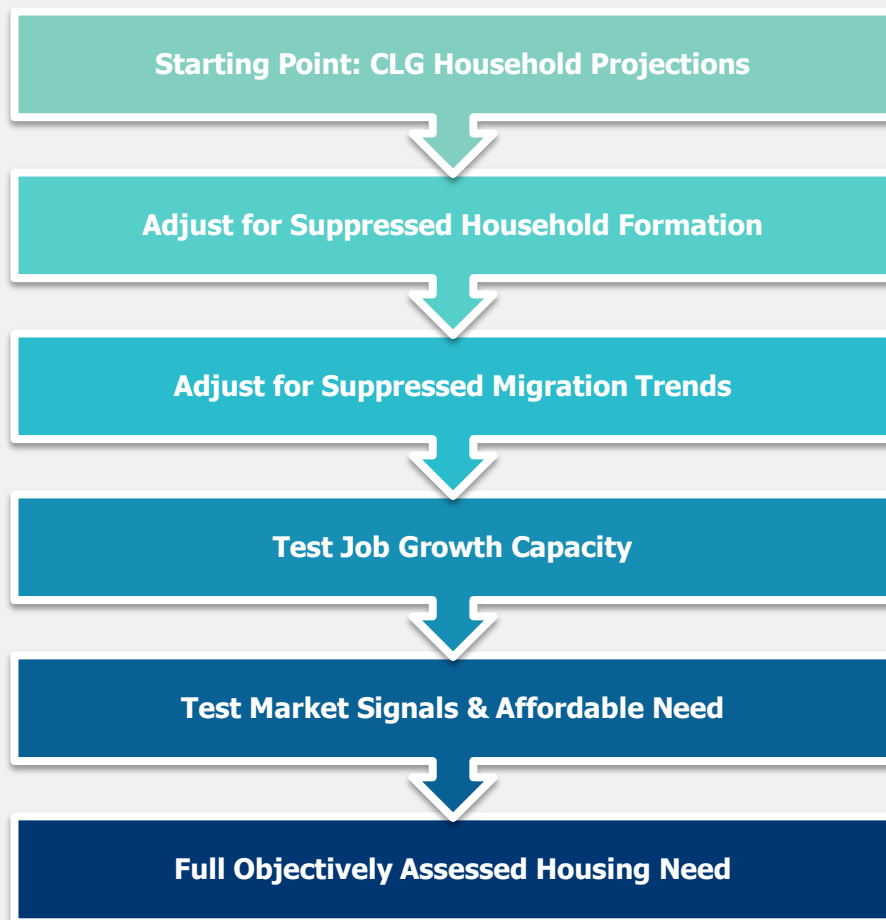 Starting Point: CLG Household Projections
Adjust for Suppressed Household Formation
Adjust for Suppressed Migration Trends
Test Job Growth Capacity
Test Market Signals & Affordable Need
Full Objectively Assessed Housing Need